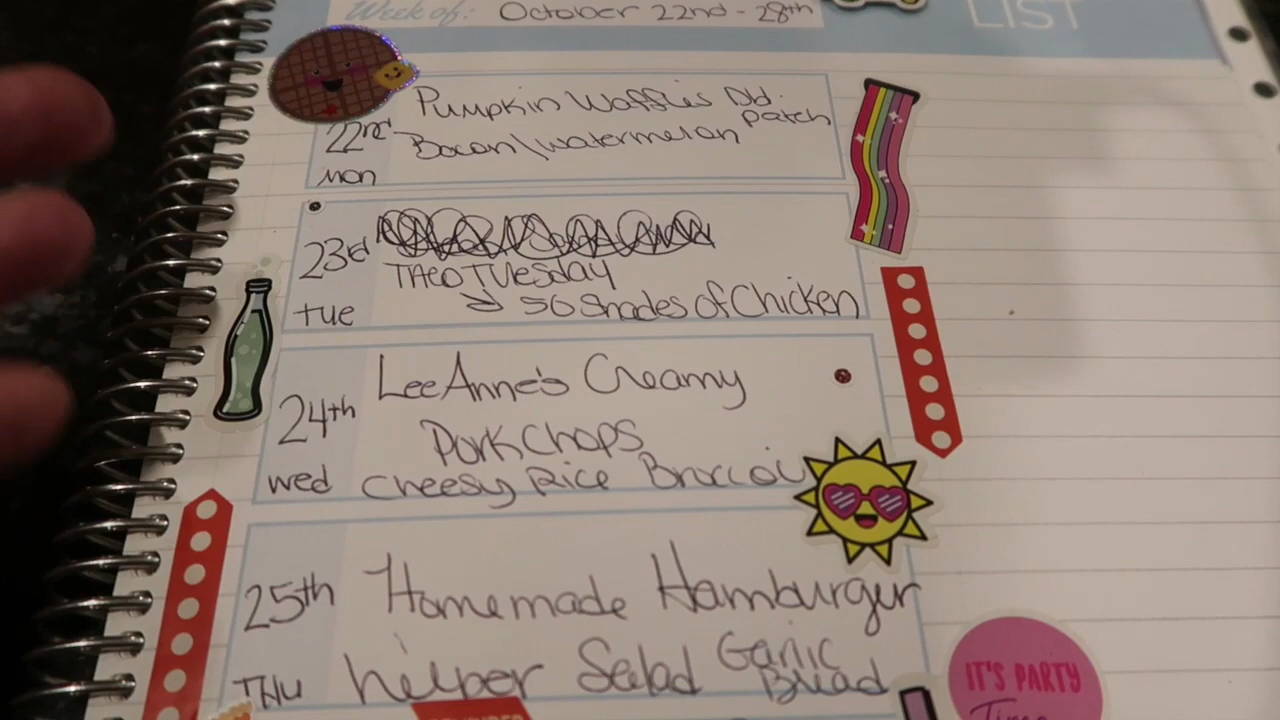 Week of: October 22nd - 28th
LIST
22nd
Mon
Pumpkin Waffles Old
patch
Bacon/watermelon
23rd
Tue
TACO TUESDAY
50 Shades of Chicken
24th
Wed
LeeAnne's Creamy
Pork Chops
Cheesy Rice Broccoli
25th
THU
Homemade Hamburger
helper Salad Garlic
Bread
IT'S PARTY
Time